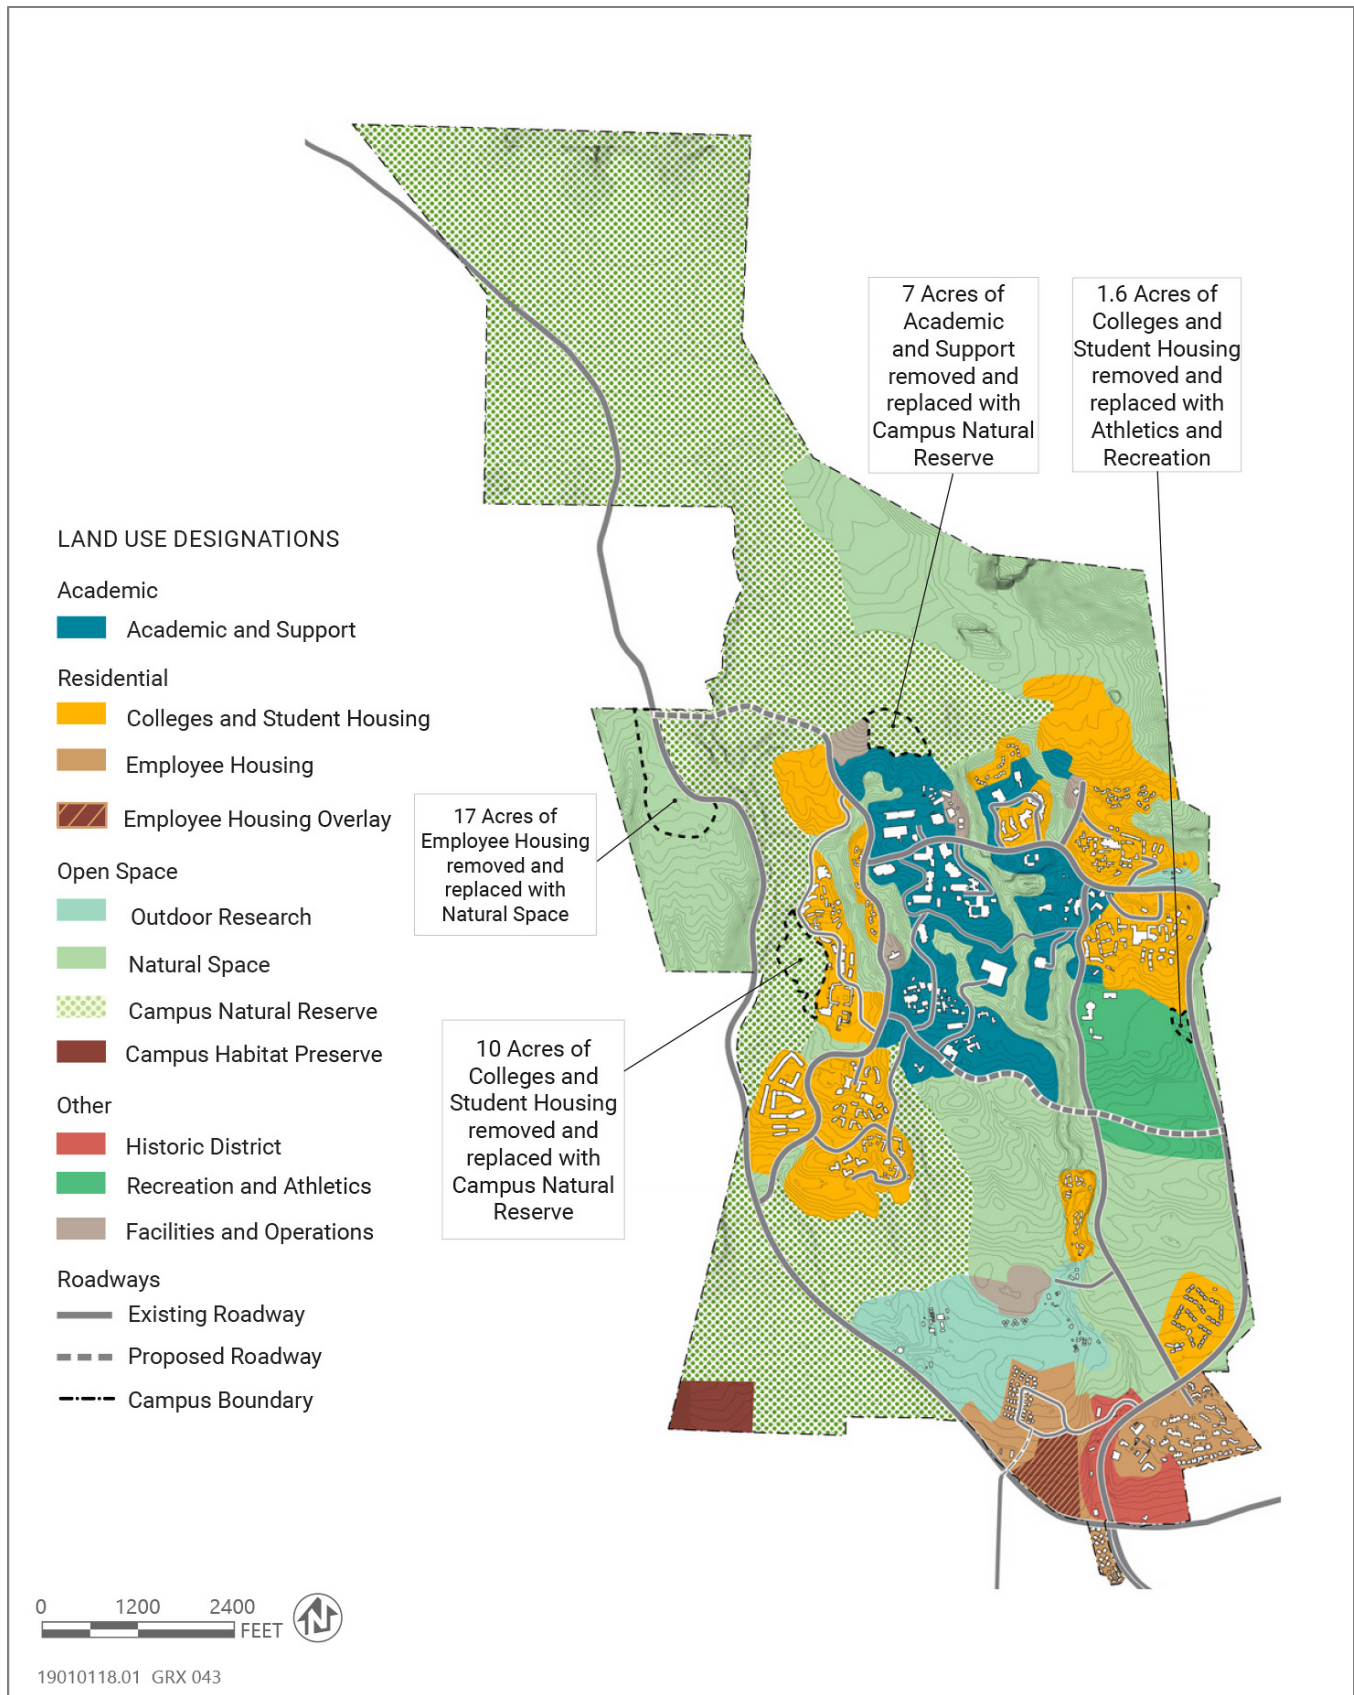 7 Acres of
Academic
and Support
removed and
replaced with
Campus Natural
Reserve
1.6 Acres of
Colleges and
Student Housing
removed and
replaced with
Athletics and
Recreation
LAND USE DESIGNATIONS
Academic
Academic and Support
Residential
Colleges and Student Housing
Employee Housing
Employee Housing Overlay
Open Space
Outdoor Research
Natural Space
Campus Natural Reserve
Campus Habitat Preserve
Other
Historic District
Recreation and Athletics
Facilities and Operations
Roadways
Existing Roadway
Proposed Roadway
Campus Boundary
17 Acres of
Employee Housing
removed and
replaced with
Natural Space
10 Acres of
Colleges and
Student Housing
removed and
replaced with
Campus Natural
Reserve
0 1200 2400
FEET
N
19010118.01 GRX 043